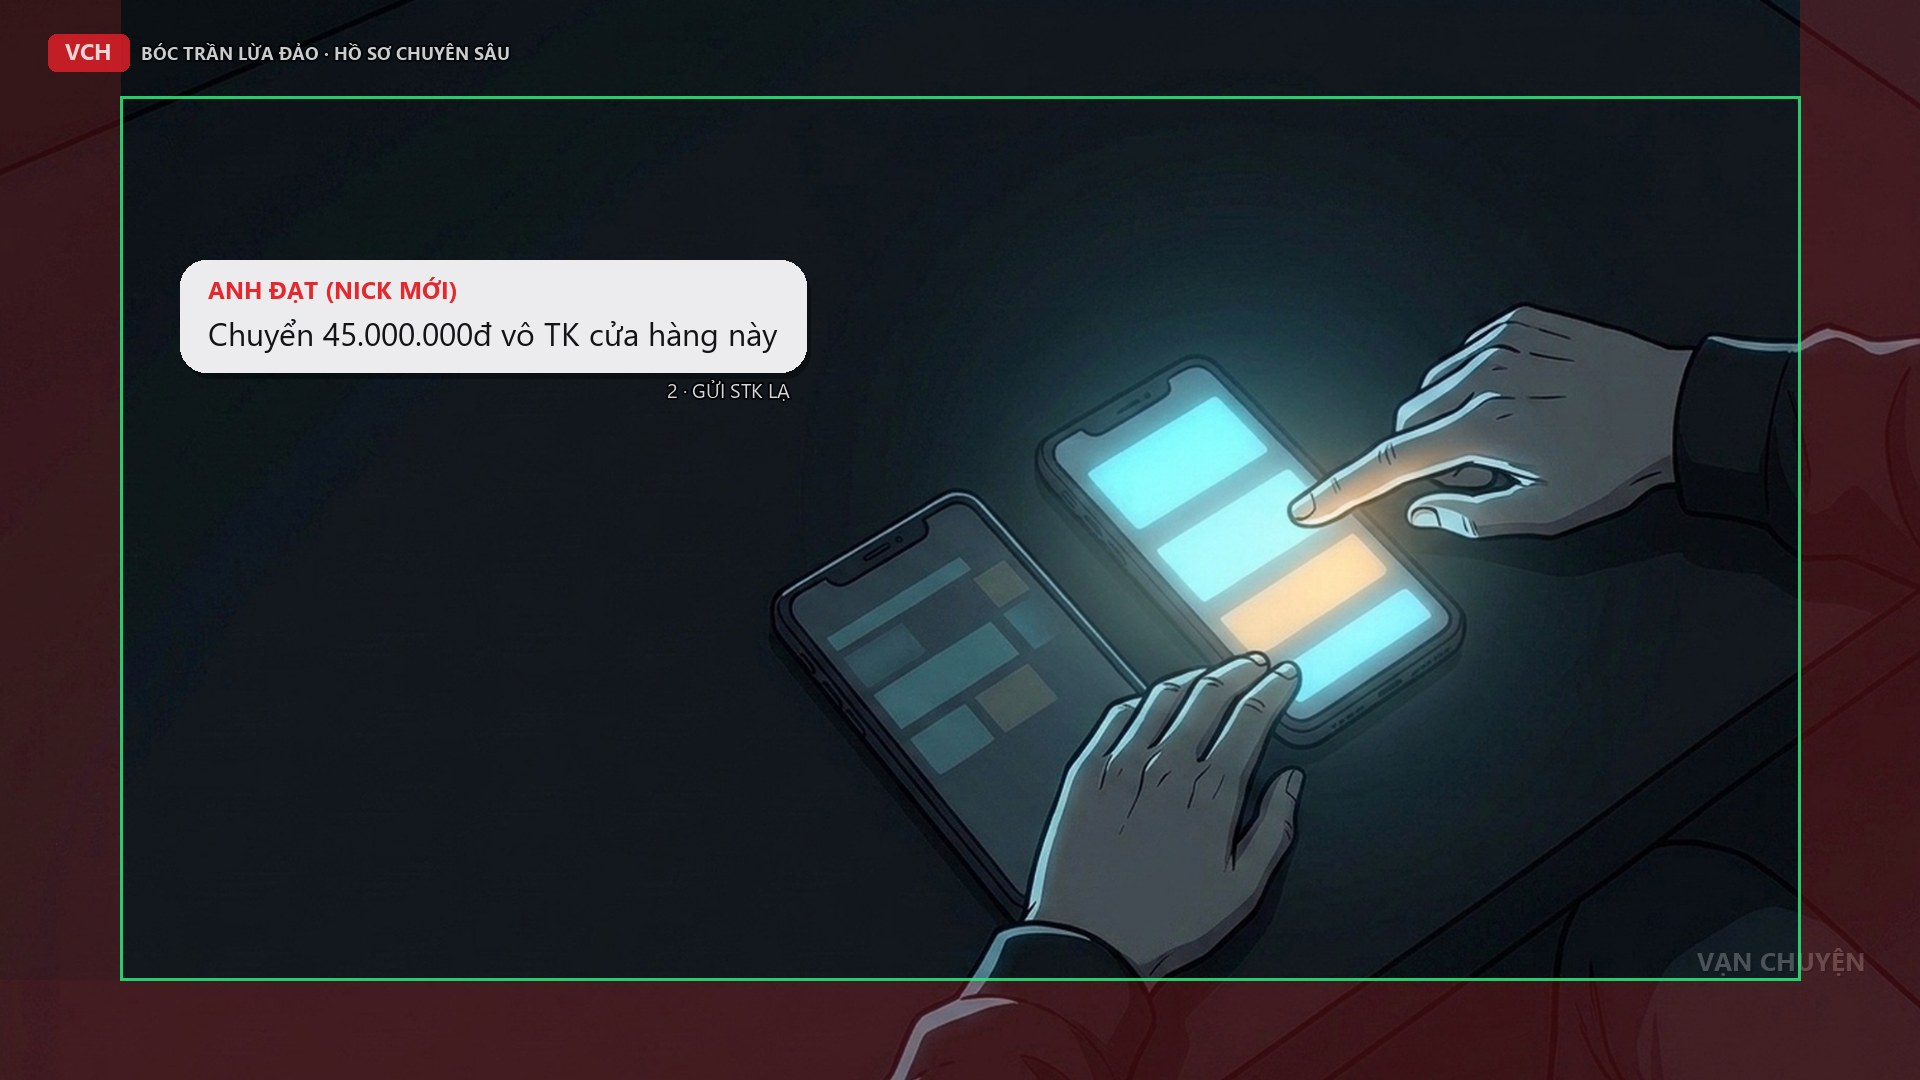 VCH BÓC TRẦN LỪA ĐẢO · HỒ SƠ CHUYÊN SÂU
ANH ĐẠT (NICK MỚI)
Chuyển 45.000.000đ vô TK cửa hàng này
2 · GỬI STK LẠ
VẠN CHUYỆN